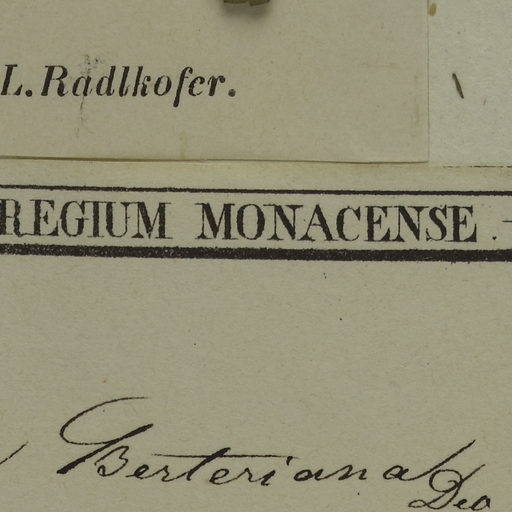 L. Radlkofer.
REGIUM MONACENSE.
Berteriana